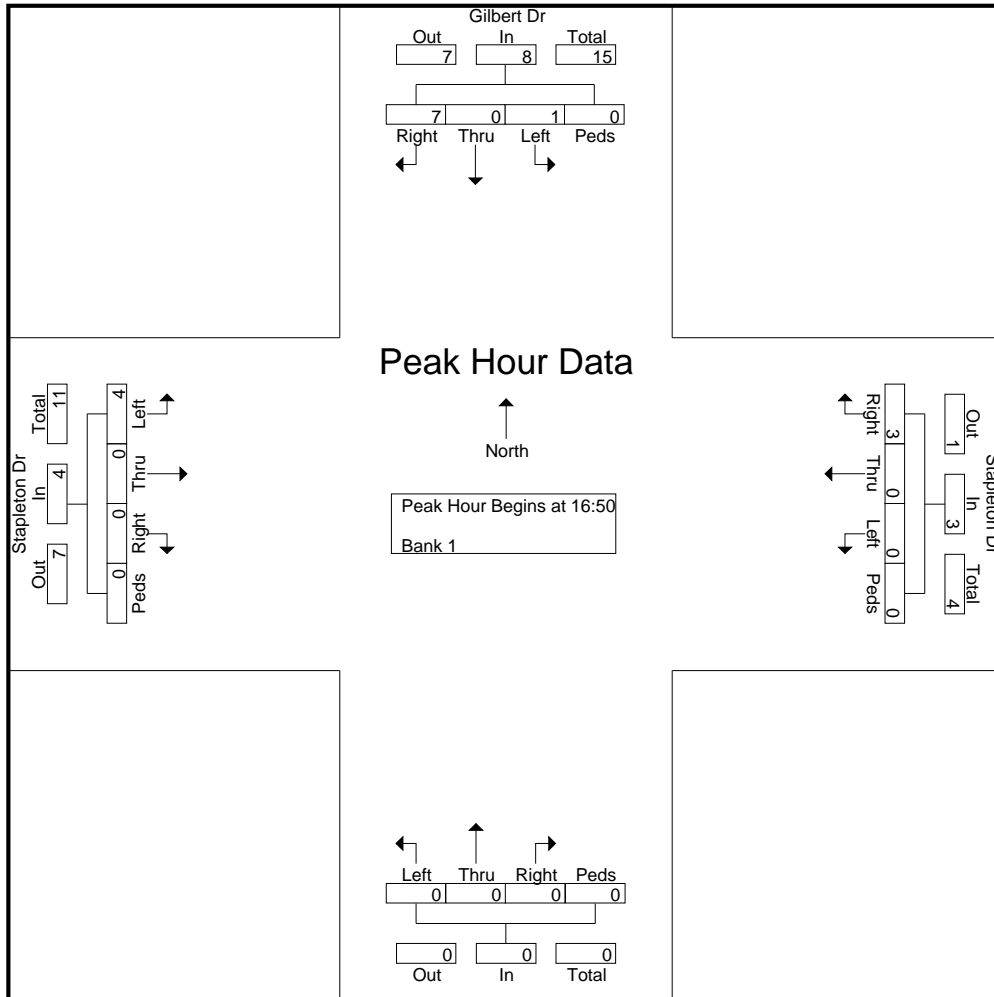 Gilbert Dr
Out In Total
7 8 15
7 0 1 0
Right Thru Left Peds
Peak Hour Data
North
Peak Hour Begins at 16:50
Bank 1
Stapleton Dr
Total In Out
11 4 7
4 0 0 0
Left Thru Right Peds
Stapleton Dr
Out In Total
1 3 4
3 0 0 0
Right Thru Left Peds
Left Thru Right Peds
0 0 0 0
0 0 0
Out In Total